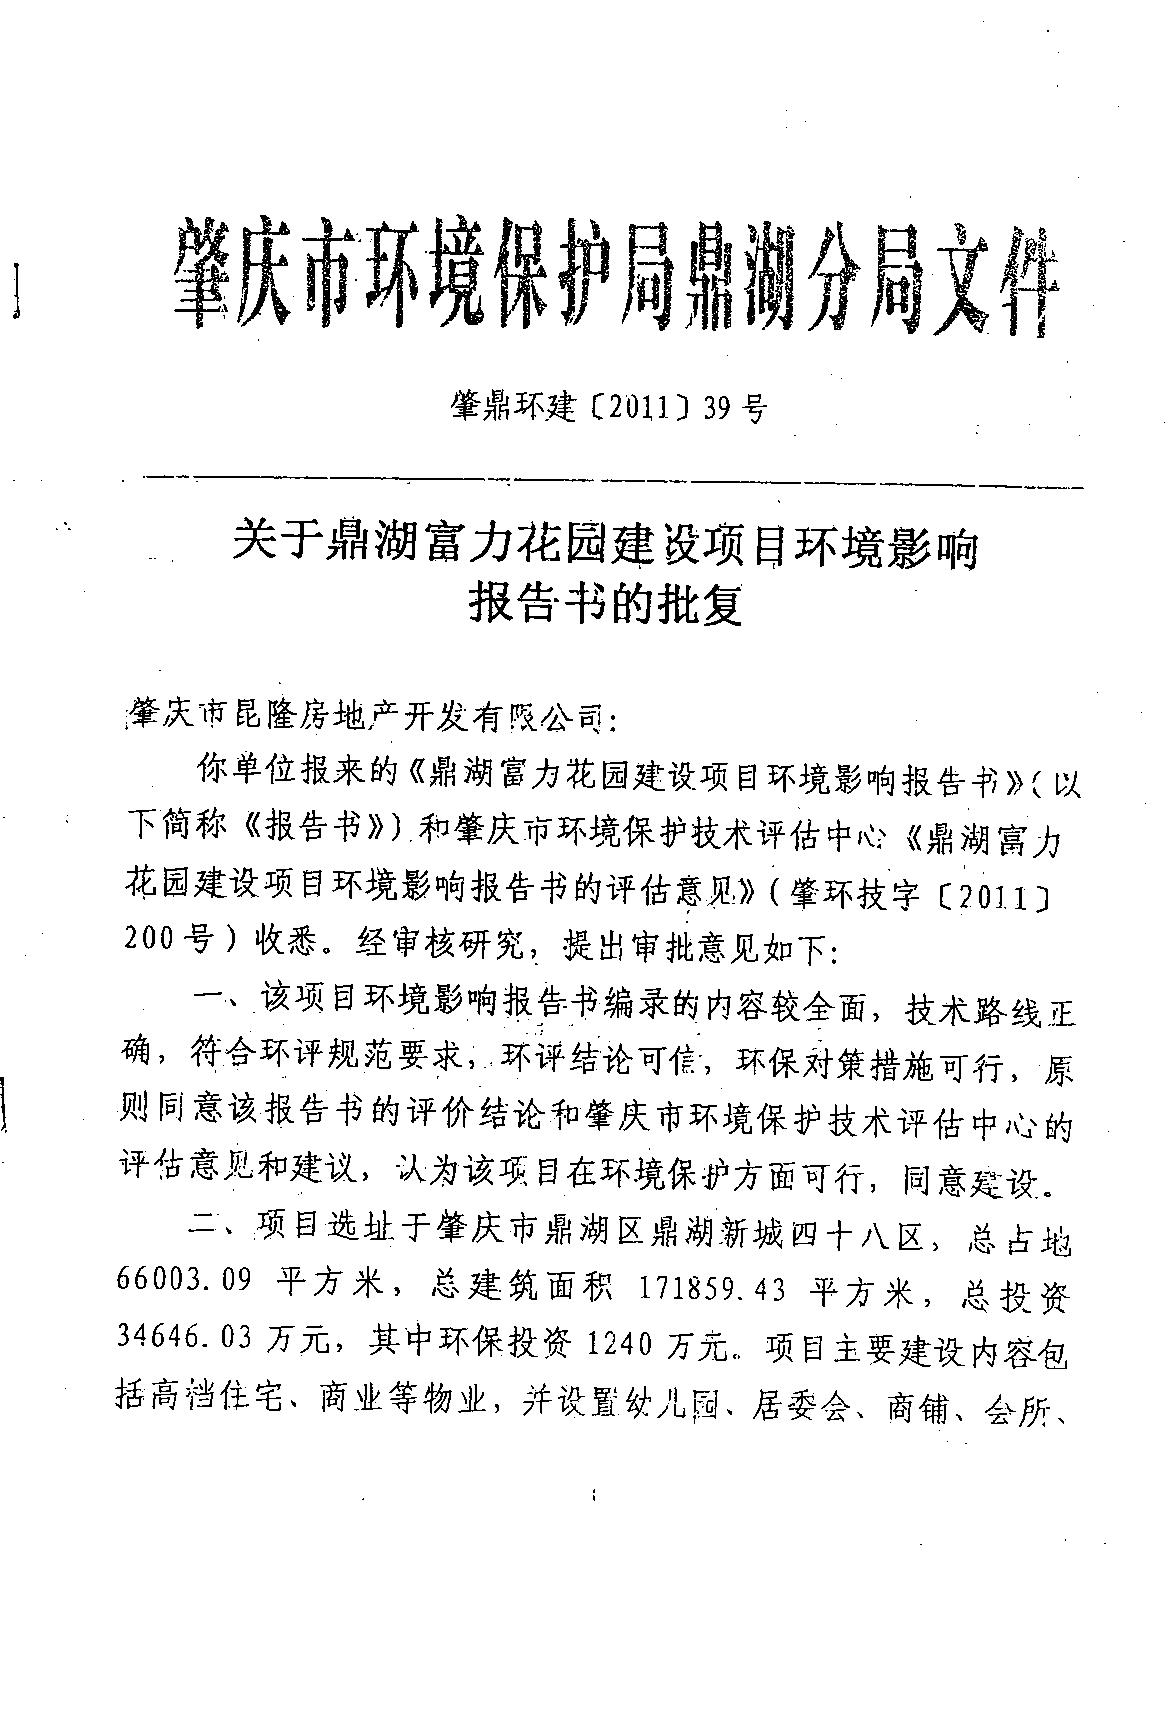 肇庆市环境保护局鼎湖分局文件
肇鼎环建〔2011〕39号
关于鼎湖富力花园建设项目环境影响
报告书的批复
肇庆市昆隆房地产开发有限公司：
你单位报来的《鼎湖富力花园建设项目环境影响报告书》（以
下简称《报告书》）和肇庆市环境保护技术评估中心《鼎湖富力
花园建设项目环境影响报告书的评估意见》（肇环技字〔2011〕
200号）收悉。经审核研究，提出审批意见如下：
一、该项目环境影响报告书编录的内容较全面，技术路线正
确，符合环评规范要求，环评结论可信，环保对策措施可行，原
则同意该报告书的评价结论和肇庆市环境保护技术评估中心的
评估意见和建议，认为该项目在环境保护方面可行，同意建设。
二、项目选址于肇庆市鼎湖区鼎湖新城四十八区，总占地
66003.09 平方米，总建筑面积 171859.43 平方米，总投资
34646.03 万元，其中环保投资 1240 万元。项目主要建设内容包
括高档住宅、商业等物业，并设置幼儿园、居委会、商铺、会所、